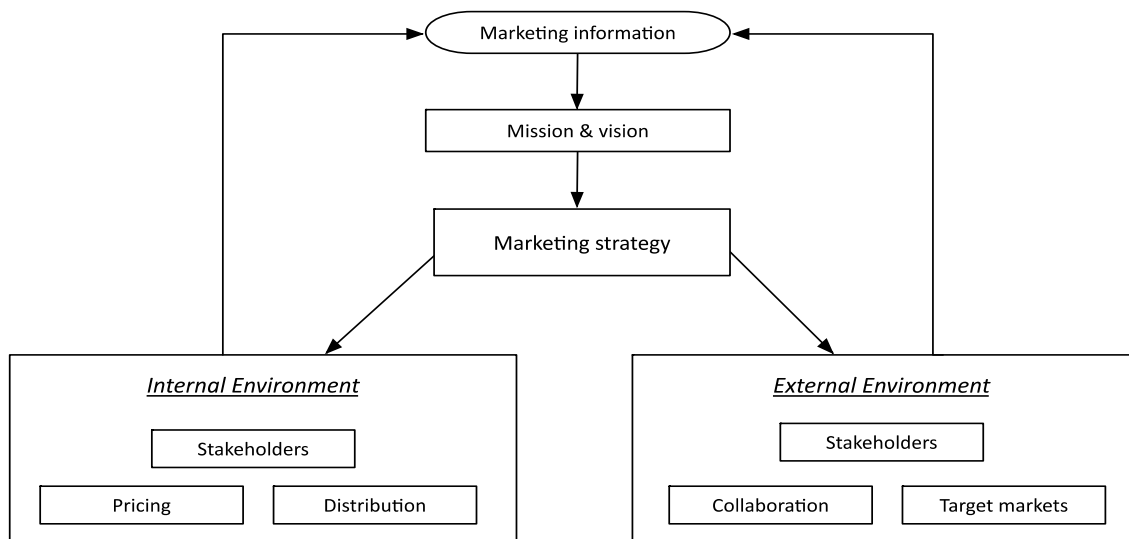 Marketing information
Mission & vision
Marketing strategy
Internal Environment
Stakeholders
Pricing
Distribution
External Environment
Stakeholders
Collaboration
Target markets